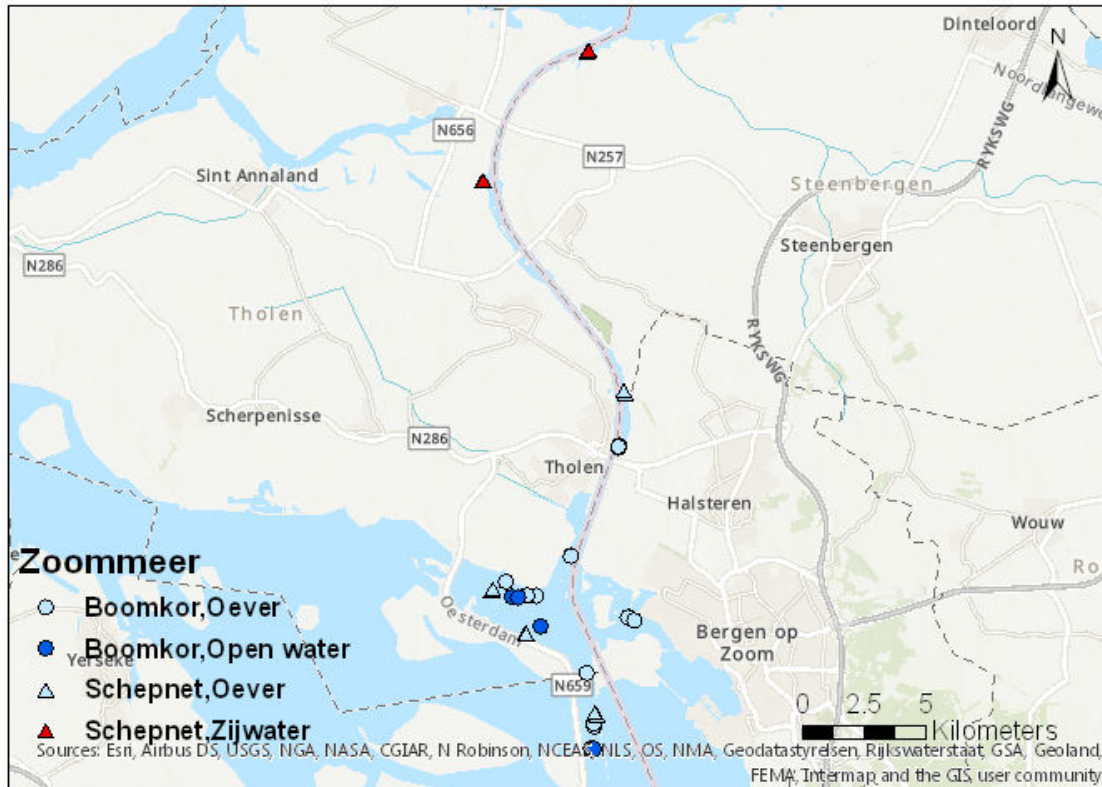 Dinteloord
N
Noordlangeweg
RYKSWG
N656
N257
Sint Annaland
Steenbergen
Steenbergen
N286
Tholen
RYKSWG
Scherpenisse
N286
Tholen
Halsteren
Wouw
Zoommeer
Ro
Boomkor,Oever
Oesterdam
Boomkor,Open water
Bergen op
Zoom
Yerseke
Schepnet,Oever
N659
0 2.5 5
Schepnet,Zijwater
Kilometers
Sources: Esri, Airbus DS, USGS, NGA, NASA, CGIAR, N Robinson, NCEAS, NLS, OS, NMA, Geodatastyrelsen, Rijkswaterstaat, GSA, Geoland,
FEMA, Intermap and the GIS user community